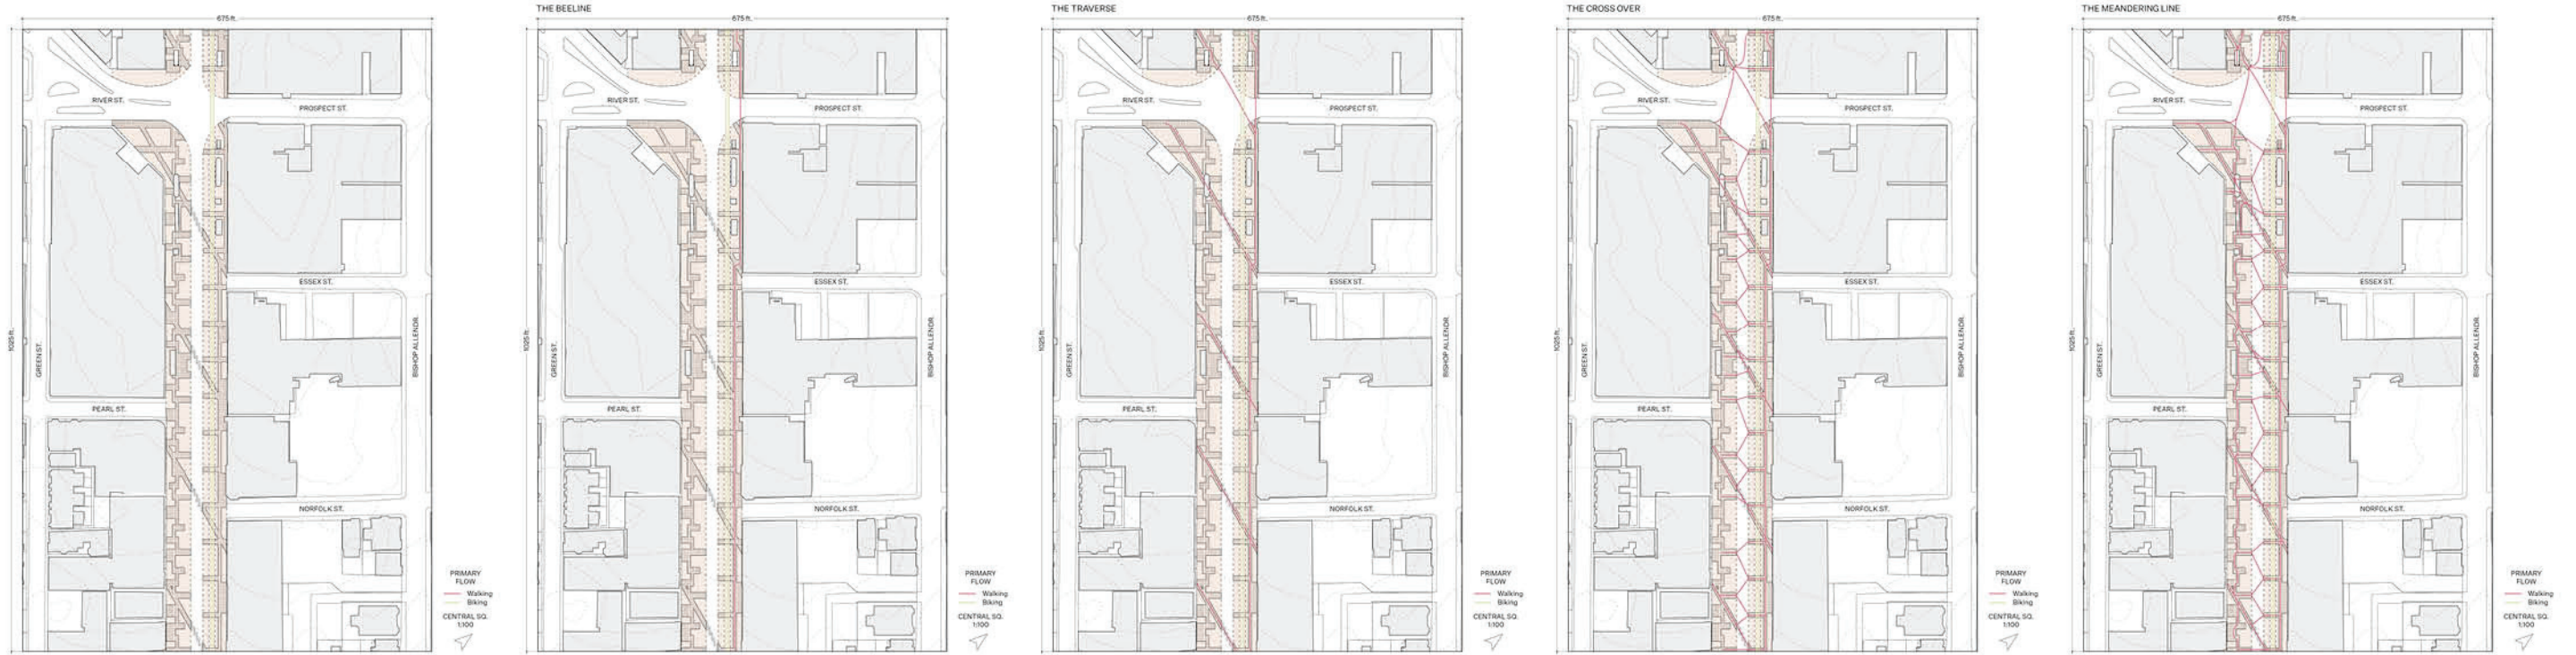 675 ft.
RIVER ST.
PROSPECT ST.
ESSEX ST.
1025 ft.
GREEN ST.
BISHOP ALLEN DR.
PEARL ST.
NORFOLK ST.
PRIMARY
FLOW
Walking
Biking
CENTRAL SQ.
1:100
THE BEELINE
675 ft.
RIVER ST.
PROSPECT ST.
ESSEX ST.
1025 ft.
GREEN ST.
BISHOP ALLEN DR.
PEARL ST.
NORFOLK ST.
PRIMARY
FLOW
Walking
Biking
CENTRAL SQ.
1:100
THE TRAVERSE
675 ft.
RIVER ST.
PROSPECT ST.
ESSEX ST.
1025 ft.
GREEN ST.
BISHOP ALLEN DR.
PEARL ST.
NORFOLK ST.
PRIMARY
FLOW
Walking
Biking
CENTRAL SQ.
1:100
THE CROSS OVER
675 ft.
RIVER ST.
PROSPECT ST.
ESSEX ST.
1025 ft.
GREEN ST.
BISHOP ALLEN DR.
PEARL ST.
NORFOLK ST.
PRIMARY
FLOW
Walking
Biking
CENTRAL SQ.
1:100
THE MEANDERING LINE
675 ft.
RIVER ST.
PROSPECT ST.
ESSEX ST.
1025 ft.
GREEN ST.
BISHOP ALLEN DR.
PEARL ST.
NORFOLK ST.
PRIMARY
FLOW
Walking
Biking
CENTRAL SQ.
1:100